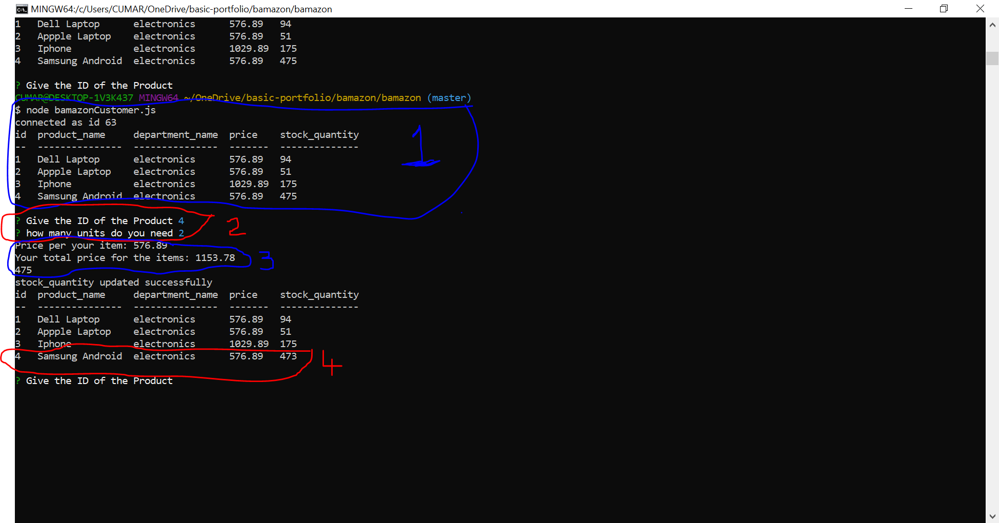 MINGW64:/c/Users/CUMAR/OneDrive/basic-portfolio/bamazon/bamazon
1 Dell Laptop electronics 576.89 94
2 Appple Laptop electronics 576.89 51
3 Iphone electronics 1029.89 175
4 Samsung Android electronics 576.89 475
? Give the ID of the Product
CUMAR@DESKTOP-1V3K437 MINGW64 ~/OneDrive/basic-portfolio/bamazon/bamazon (master)
$ node bamazonCustomer.js
connected as id 63
id product_name department_name price stock_quantity
-- --------------- --------------- ------- --------------
1 Dell Laptop electronics 576.89 94
2 Appple Laptop electronics 576.89 51
3 Iphone electronics 1029.89 175
4 Samsung Android electronics 576.89 475
1
? Give the ID of the Product 4
? how many units do you need 2
2
Price per your item: 576.89
Your total price for the items: 1153.78
3
475
stock_quantity updated successfully
id product_name department_name price stock_quantity
-- --------------- --------------- ------- --------------
1 Dell Laptop electronics 576.89 94
2 Appple Laptop electronics 576.89 51
3 Iphone electronics 1029.89 175
4 Samsung Android electronics 576.89 473
4
? Give the ID of the Product